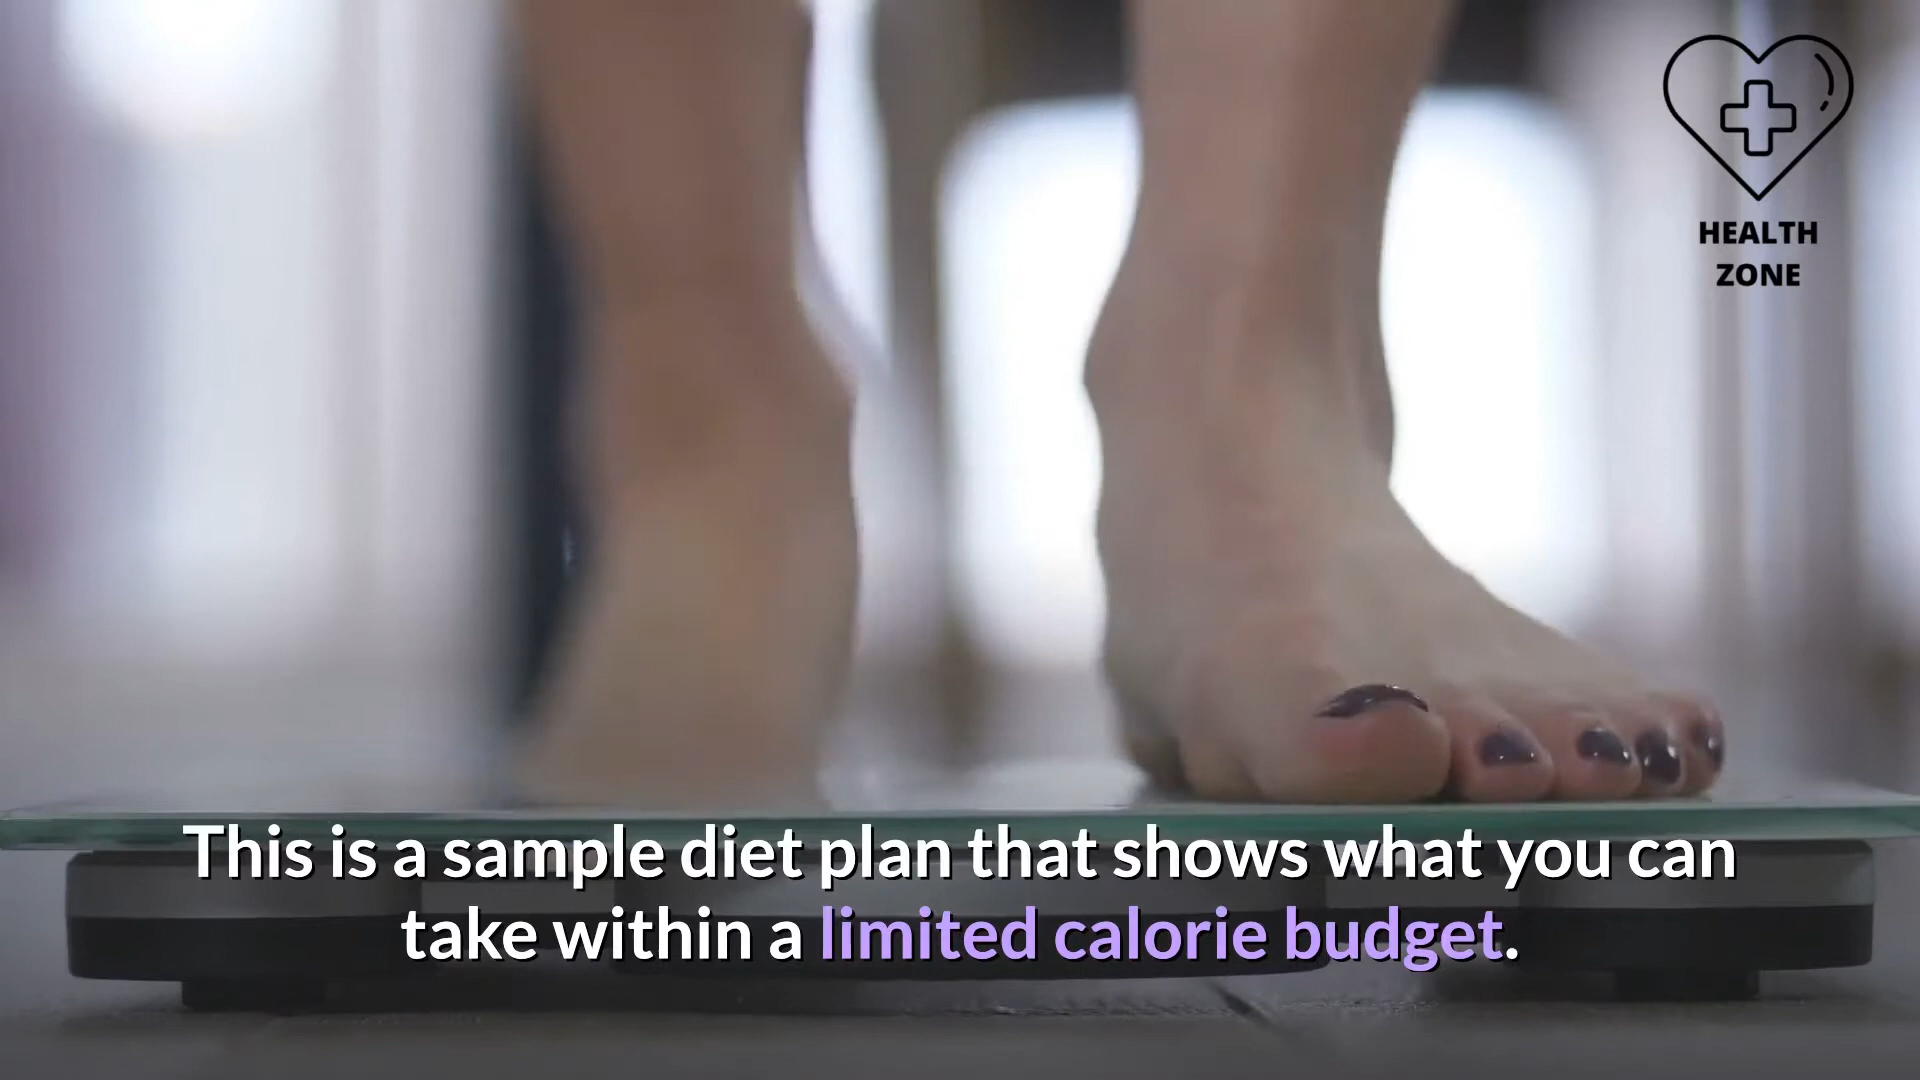 HEALTH
ZONE
This is a sample diet plan that shows what you can
take within a limited calorie budget.